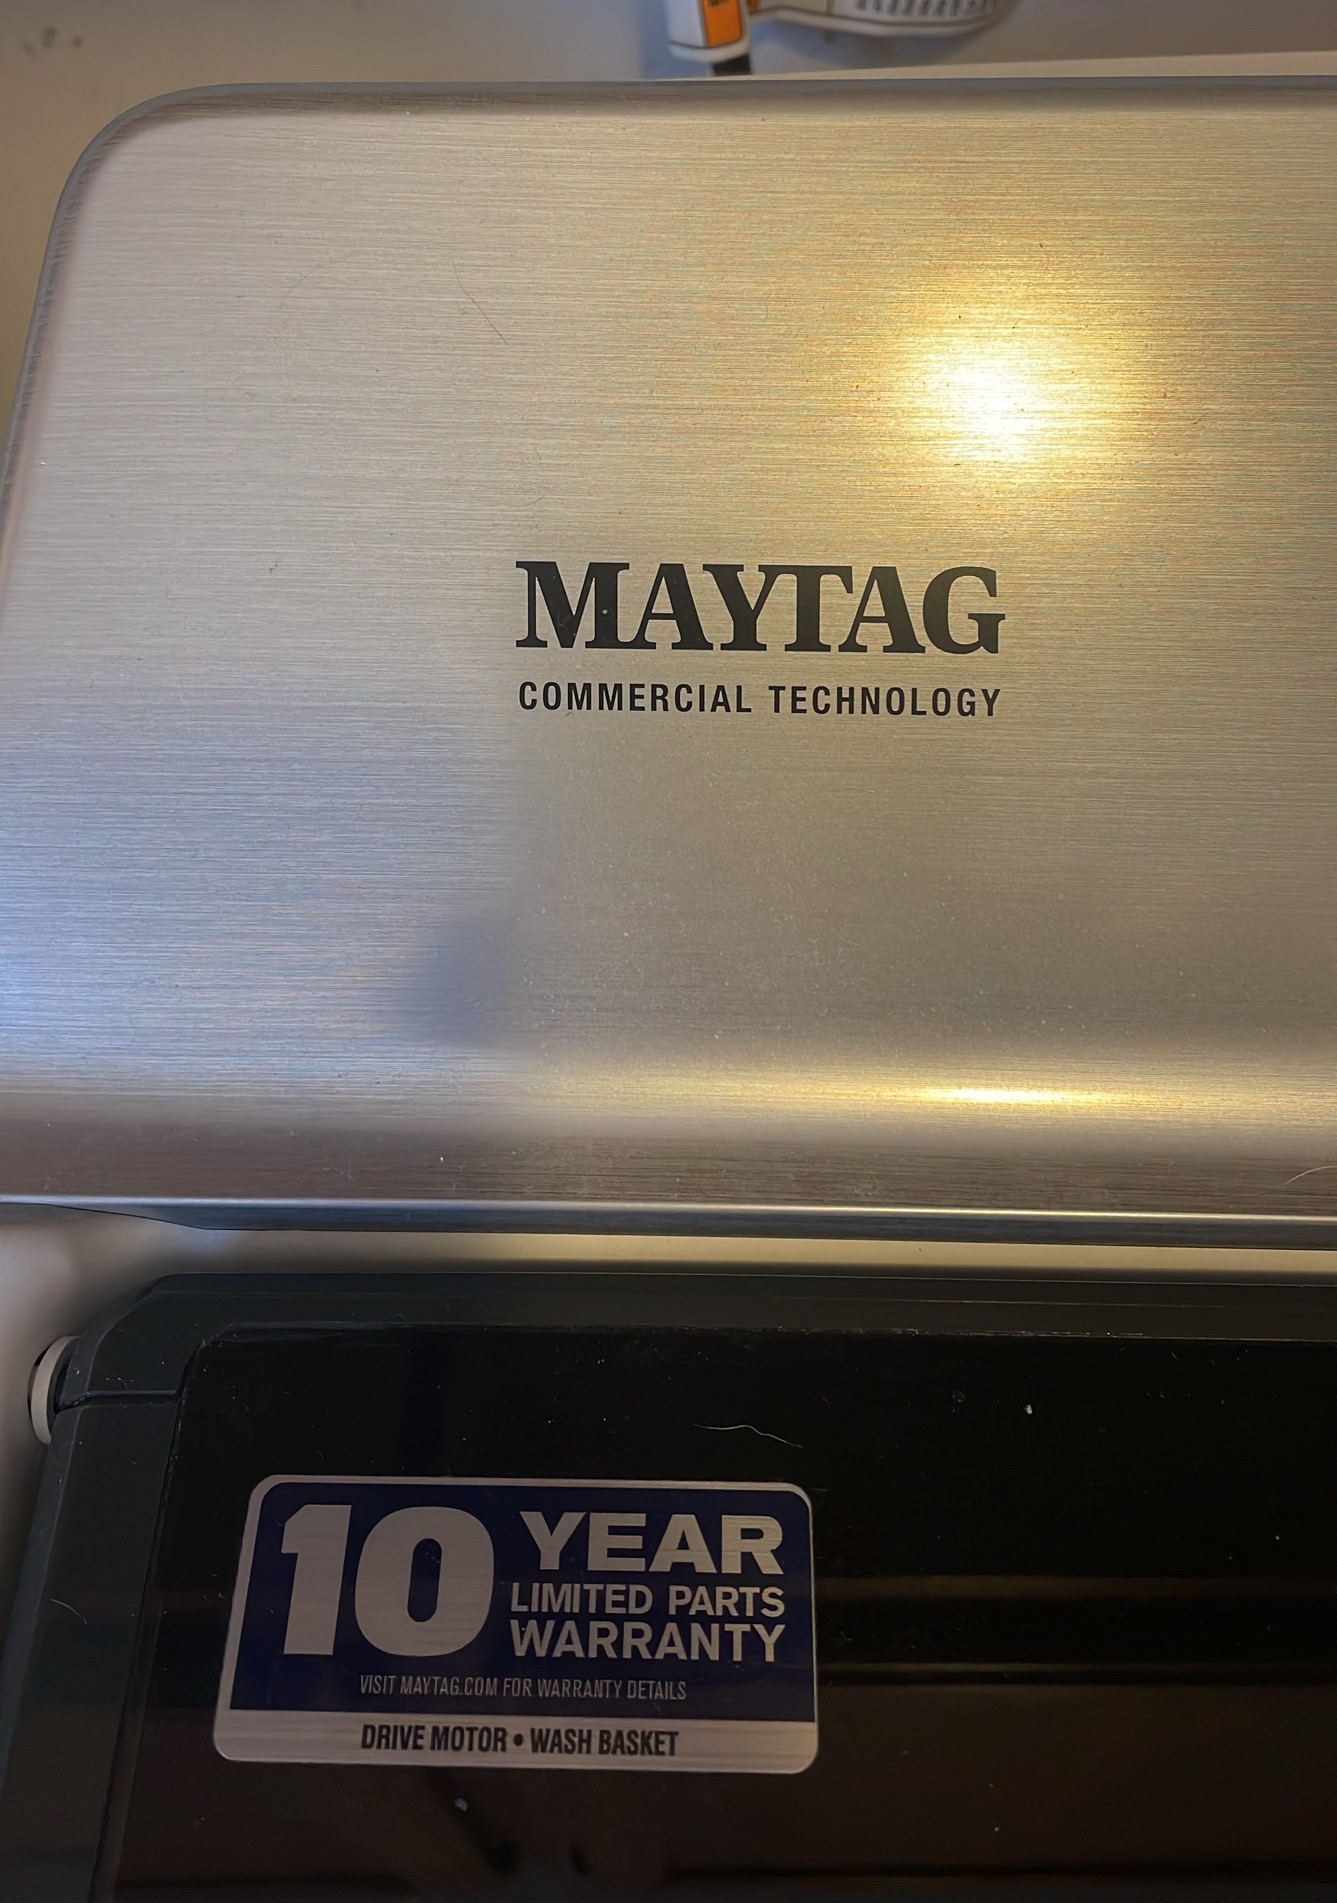 MAYTAG
COMMERCIAL TECHNOLOGY
10 YEAR
LIMITED PARTS
WARRANTY
VISIT MAYTAG.COM FOR WARRANTY DETAILS
DRIVE MOTOR • WASH BASKET